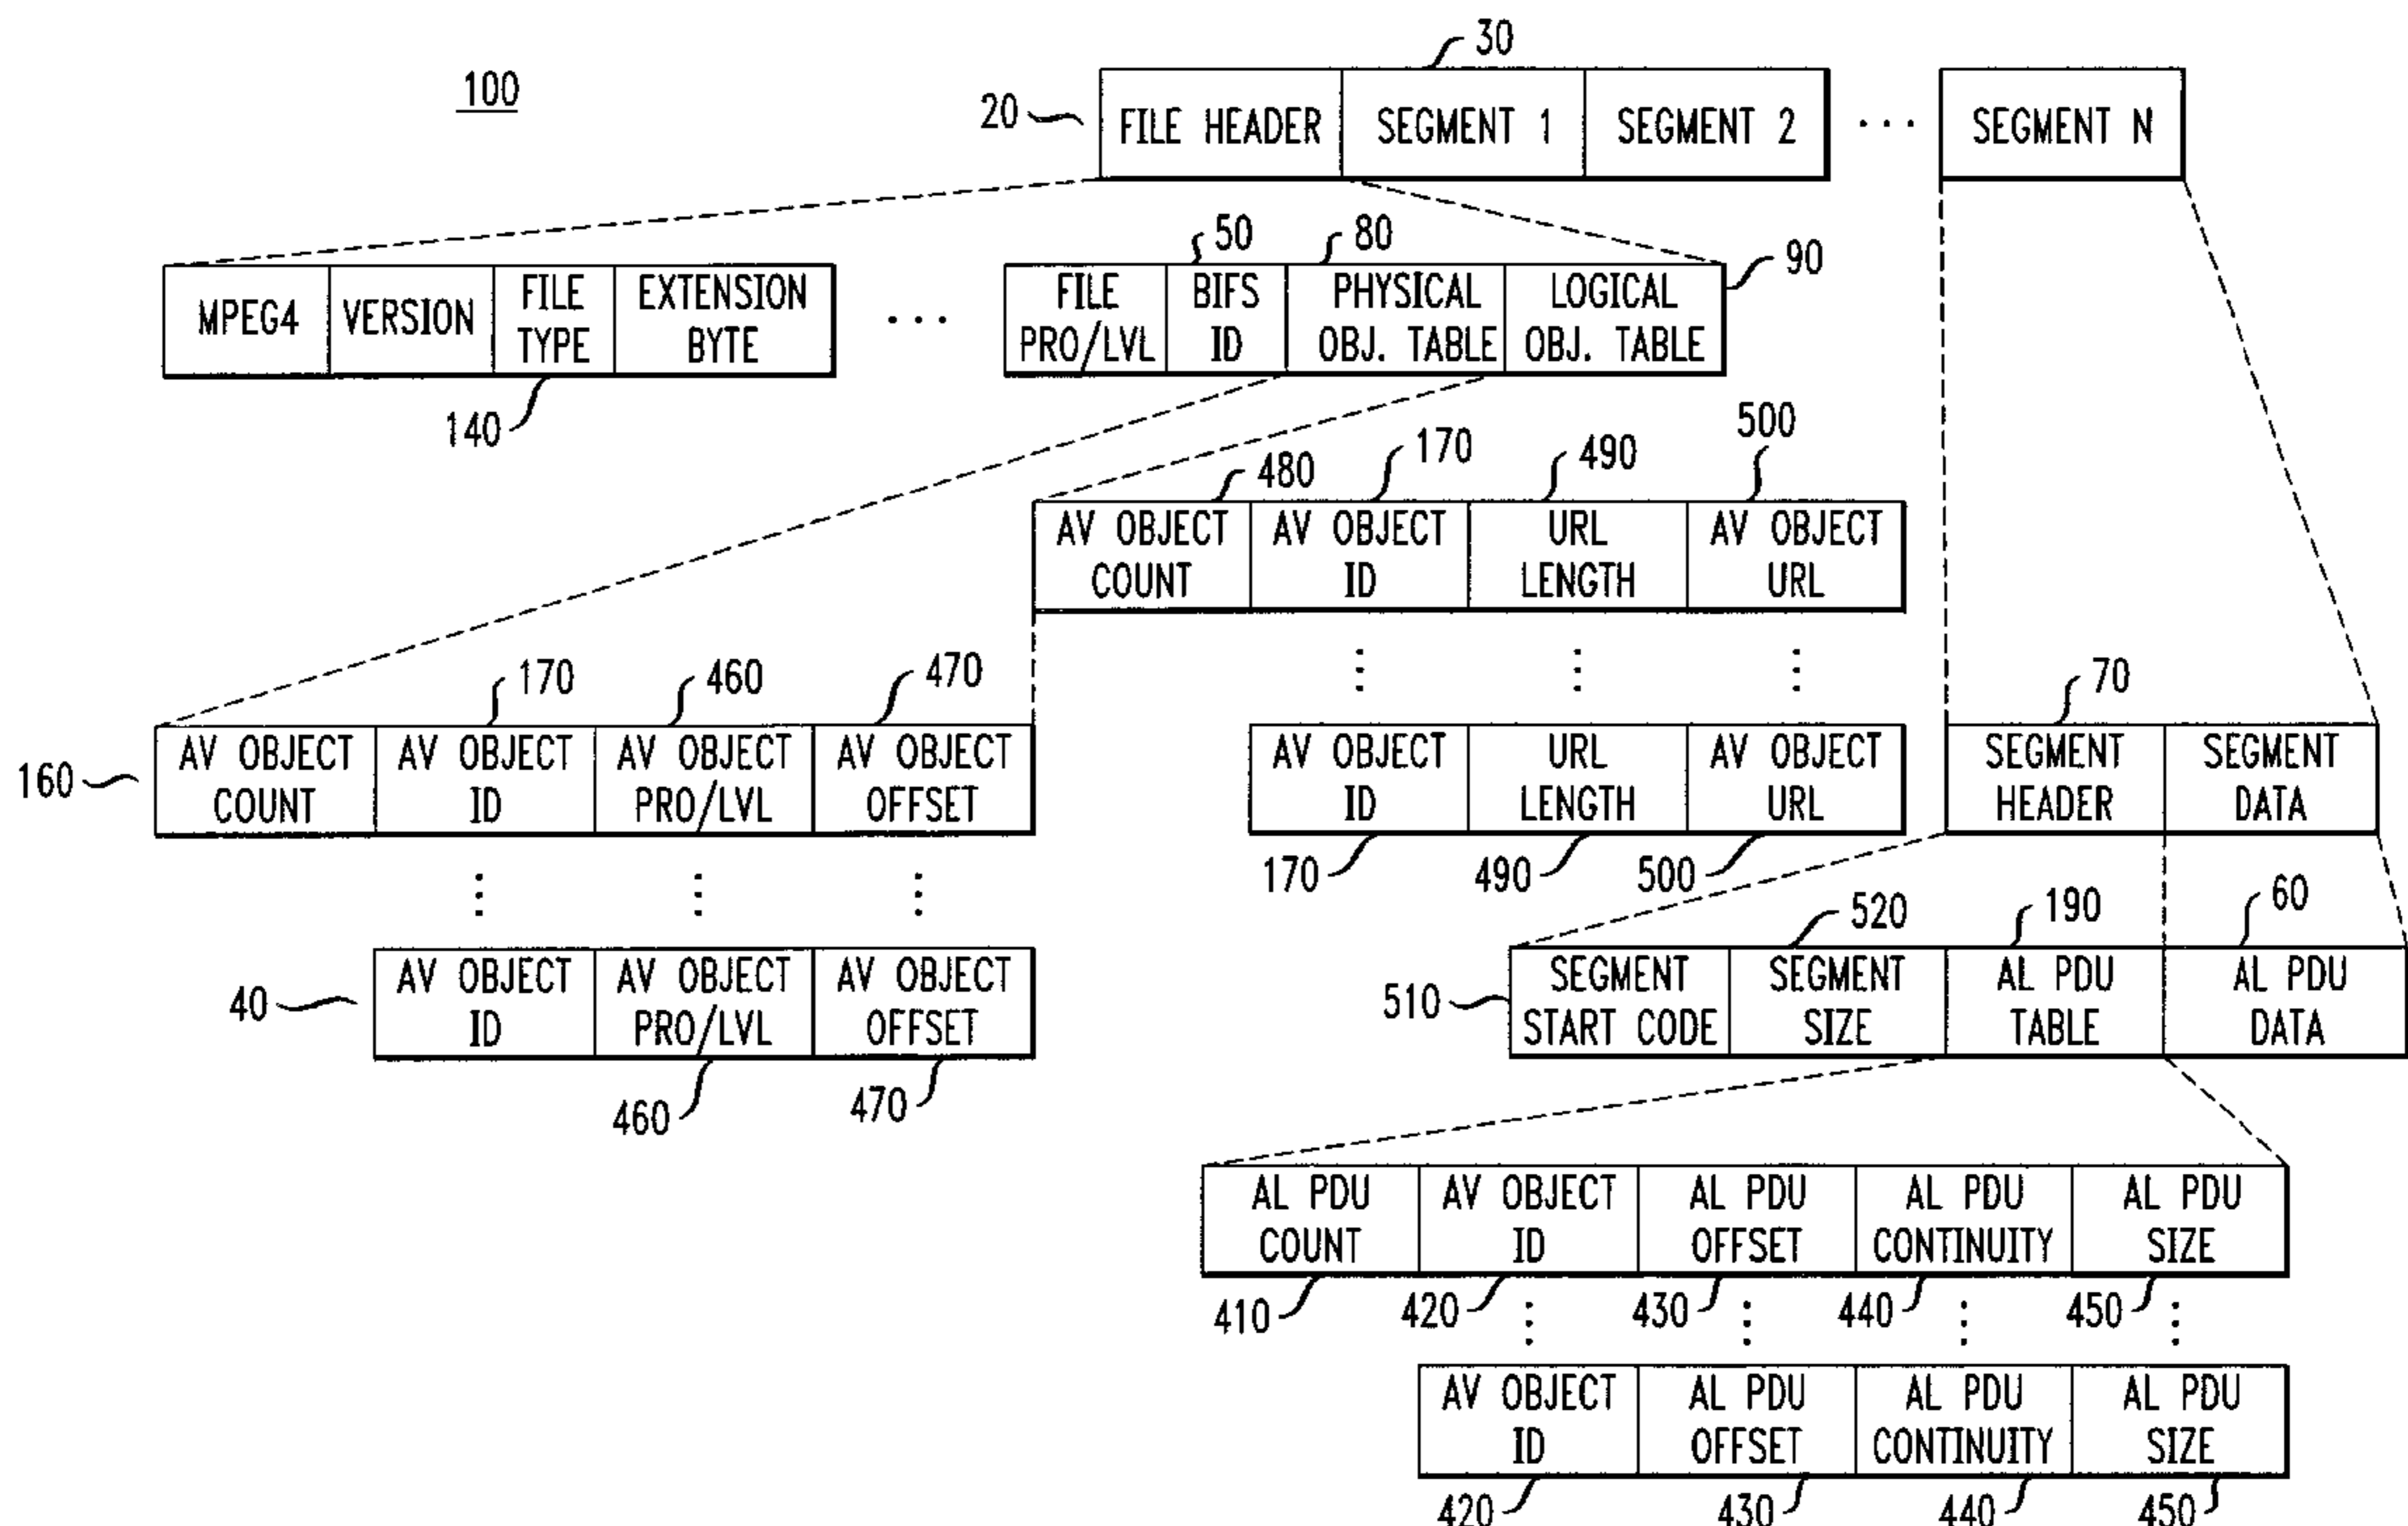 100
30
20
FILE HEADER SEGMENT 1 SEGMENT 2 ... SEGMENT N
50 80 90
MPEG4 VERSION FILE TYPE EXTENSION BYTE ... FILE PRO/LVL BIFS ID PHYSICAL OBJ. TABLE LOGICAL OBJ. TABLE
140
480 170 490 500
AV OBJECT COUNT AV OBJECT ID URL LENGTH AV OBJECT URL
170 460 470
160 AV OBJECT COUNT AV OBJECT ID AV OBJECT PRO/LVL AV OBJECT OFFSET
AV OBJECT ID URL LENGTH AV OBJECT URL
170 490 500
70
SEGMENT HEADER SEGMENT DATA
40 AV OBJECT ID AV OBJECT PRO/LVL AV OBJECT OFFSET
460 470
520 190 60
510 SEGMENT START CODE SEGMENT SIZE AL PDU TABLE AL PDU DATA
AL PDU COUNT AV OBJECT ID AL PDU OFFSET AL PDU CONTINUITY AL PDU SIZE
410 420 430 440 450
AV OBJECT ID AL PDU OFFSET AL PDU CONTINUITY AL PDU SIZE
420 430 440 450